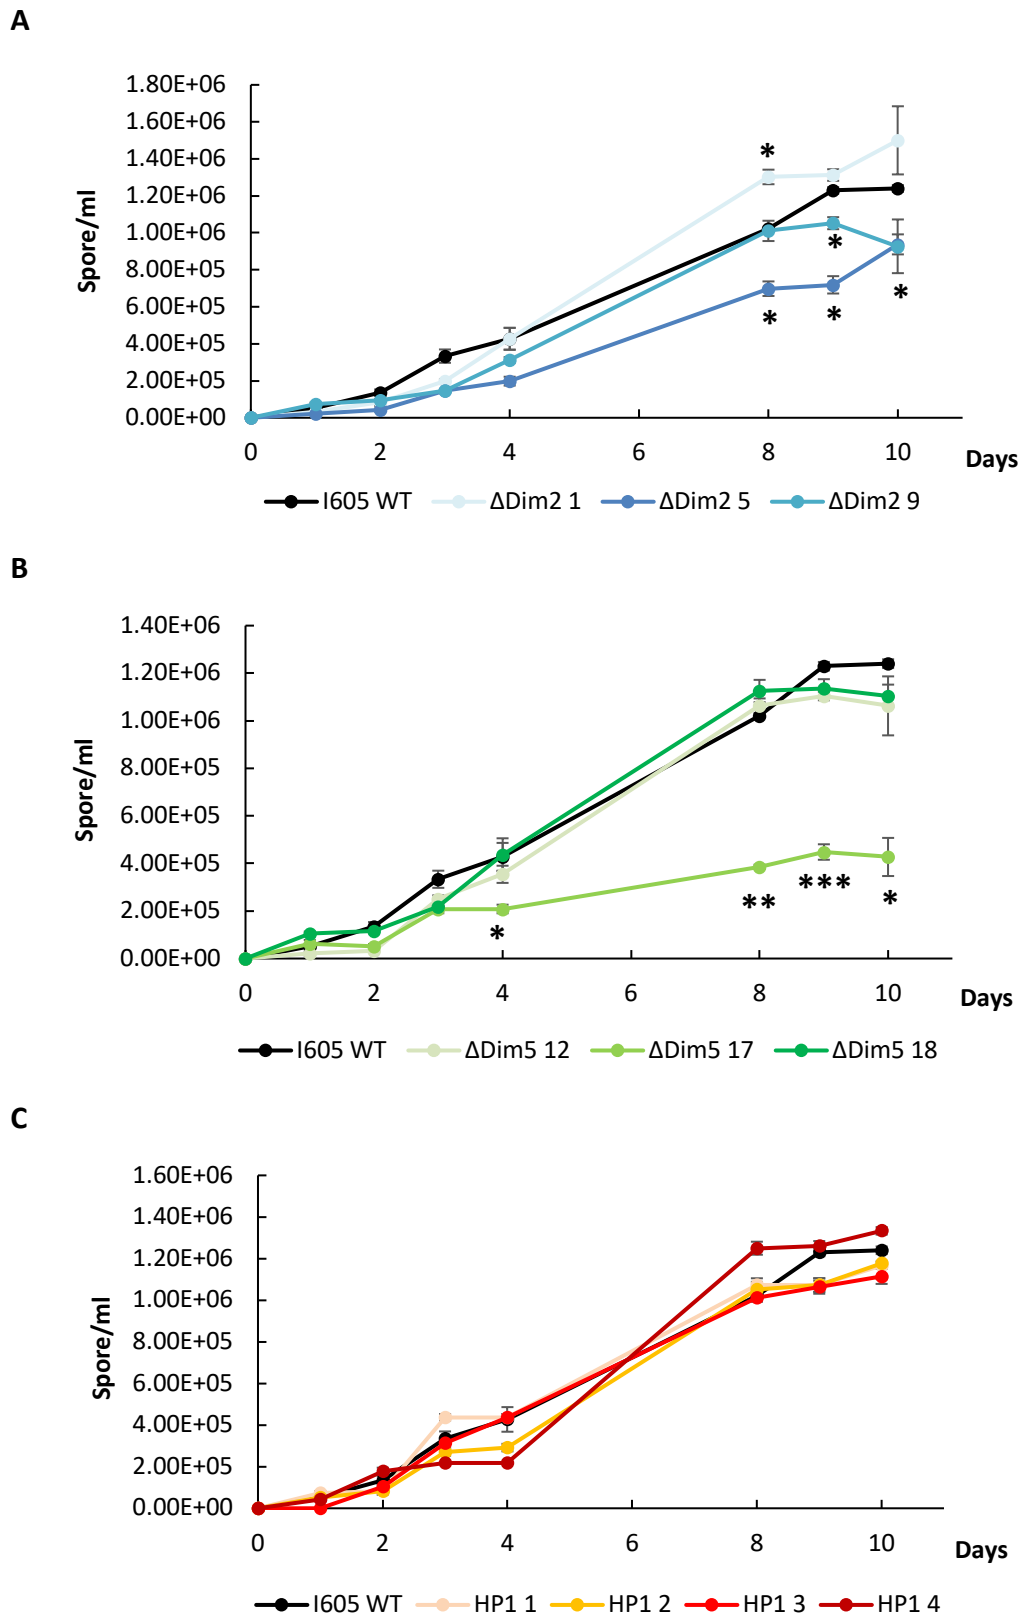 A
1.80E+06
1.60E+06
1.40E+06
1.20E+06
1.00E+06
8.00E+05
6.00E+05
4.00E+05
2.00E+05
0.00E+00
Spore/ml
*
*
*
*
*
0 2 4 6 8 10 Days
I605 WT ΔDim2 1 ΔDim2 5 ΔDim2 9
B
1.40E+06
1.20E+06
1.00E+06
8.00E+05
6.00E+05
4.00E+05
2.00E+05
0.00E+00
Spore/ml
*
**
***
*
0 2 4 6 8 10 Days
I605 WT ΔDim5 12 ΔDim5 17 ΔDim5 18
C
1.60E+06
1.40E+06
1.20E+06
1.00E+06
8.00E+05
6.00E+05
4.00E+05
2.00E+05
0.00E+00
Spore/ml
0 2 4 6 8 10 Days
I605 WT HP1 1 HP1 2 HP1 3 HP1 4